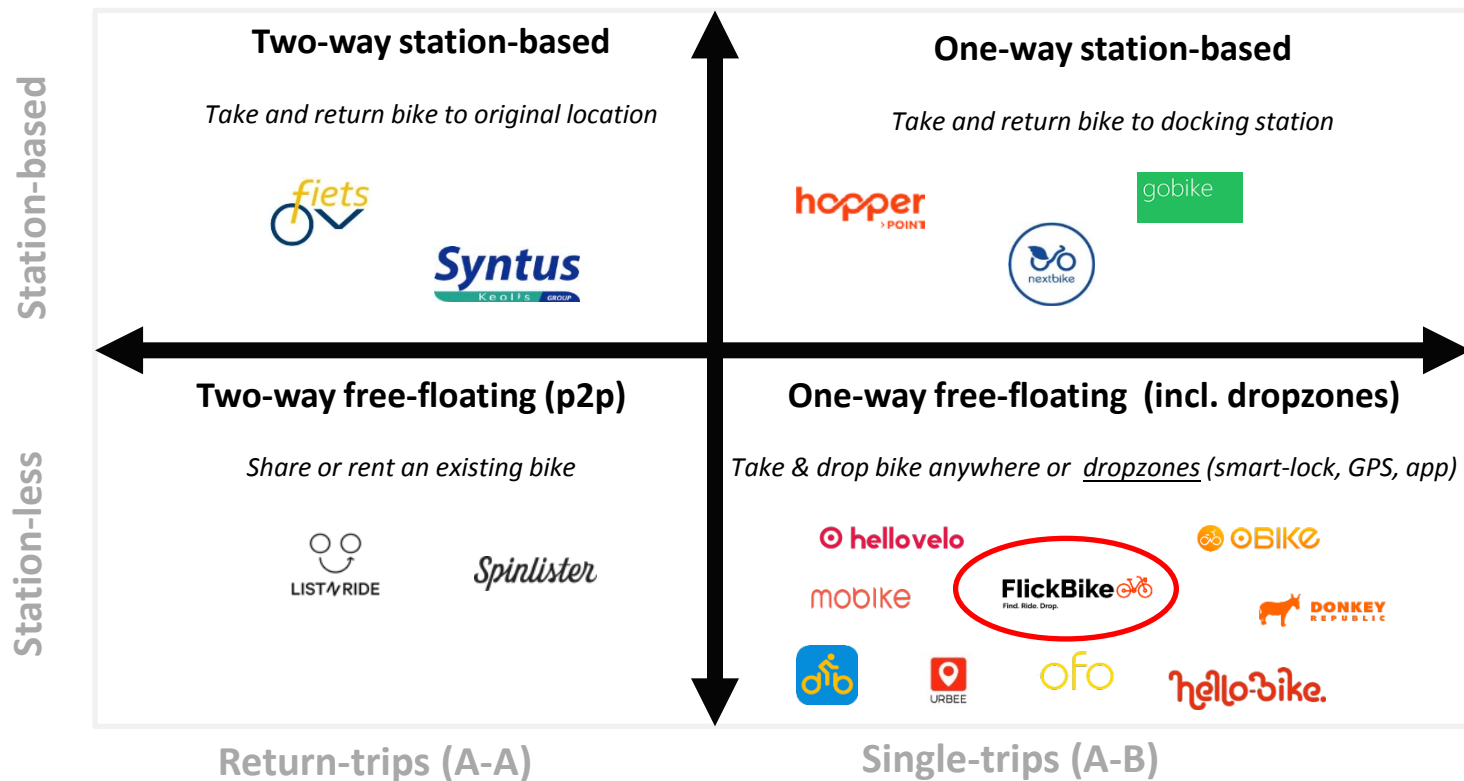 Station-based
Station-less
Two-way station-based
Take and return bike to original location
fiets
OV
Syntus
Keolis GROUP
One-way station-based
Take and return bike to docking station
hopper
>POINT
gobike
nextbike
Two-way free-floating (p2p)
Share or rent an existing bike
LISTNRIDE
Spinlister
One-way free-floating (incl. dropzones)
Take & drop bike anywhere or dropzones (smart-lock, GPS, app)
hellovelo
OBIKE
mobike
FlickBike
Find. Ride. Drop.
DONKEY
REPUBLIC
URBEE
ofo
hello-bike.
Return-trips (A-A)
Single-trips (A-B)